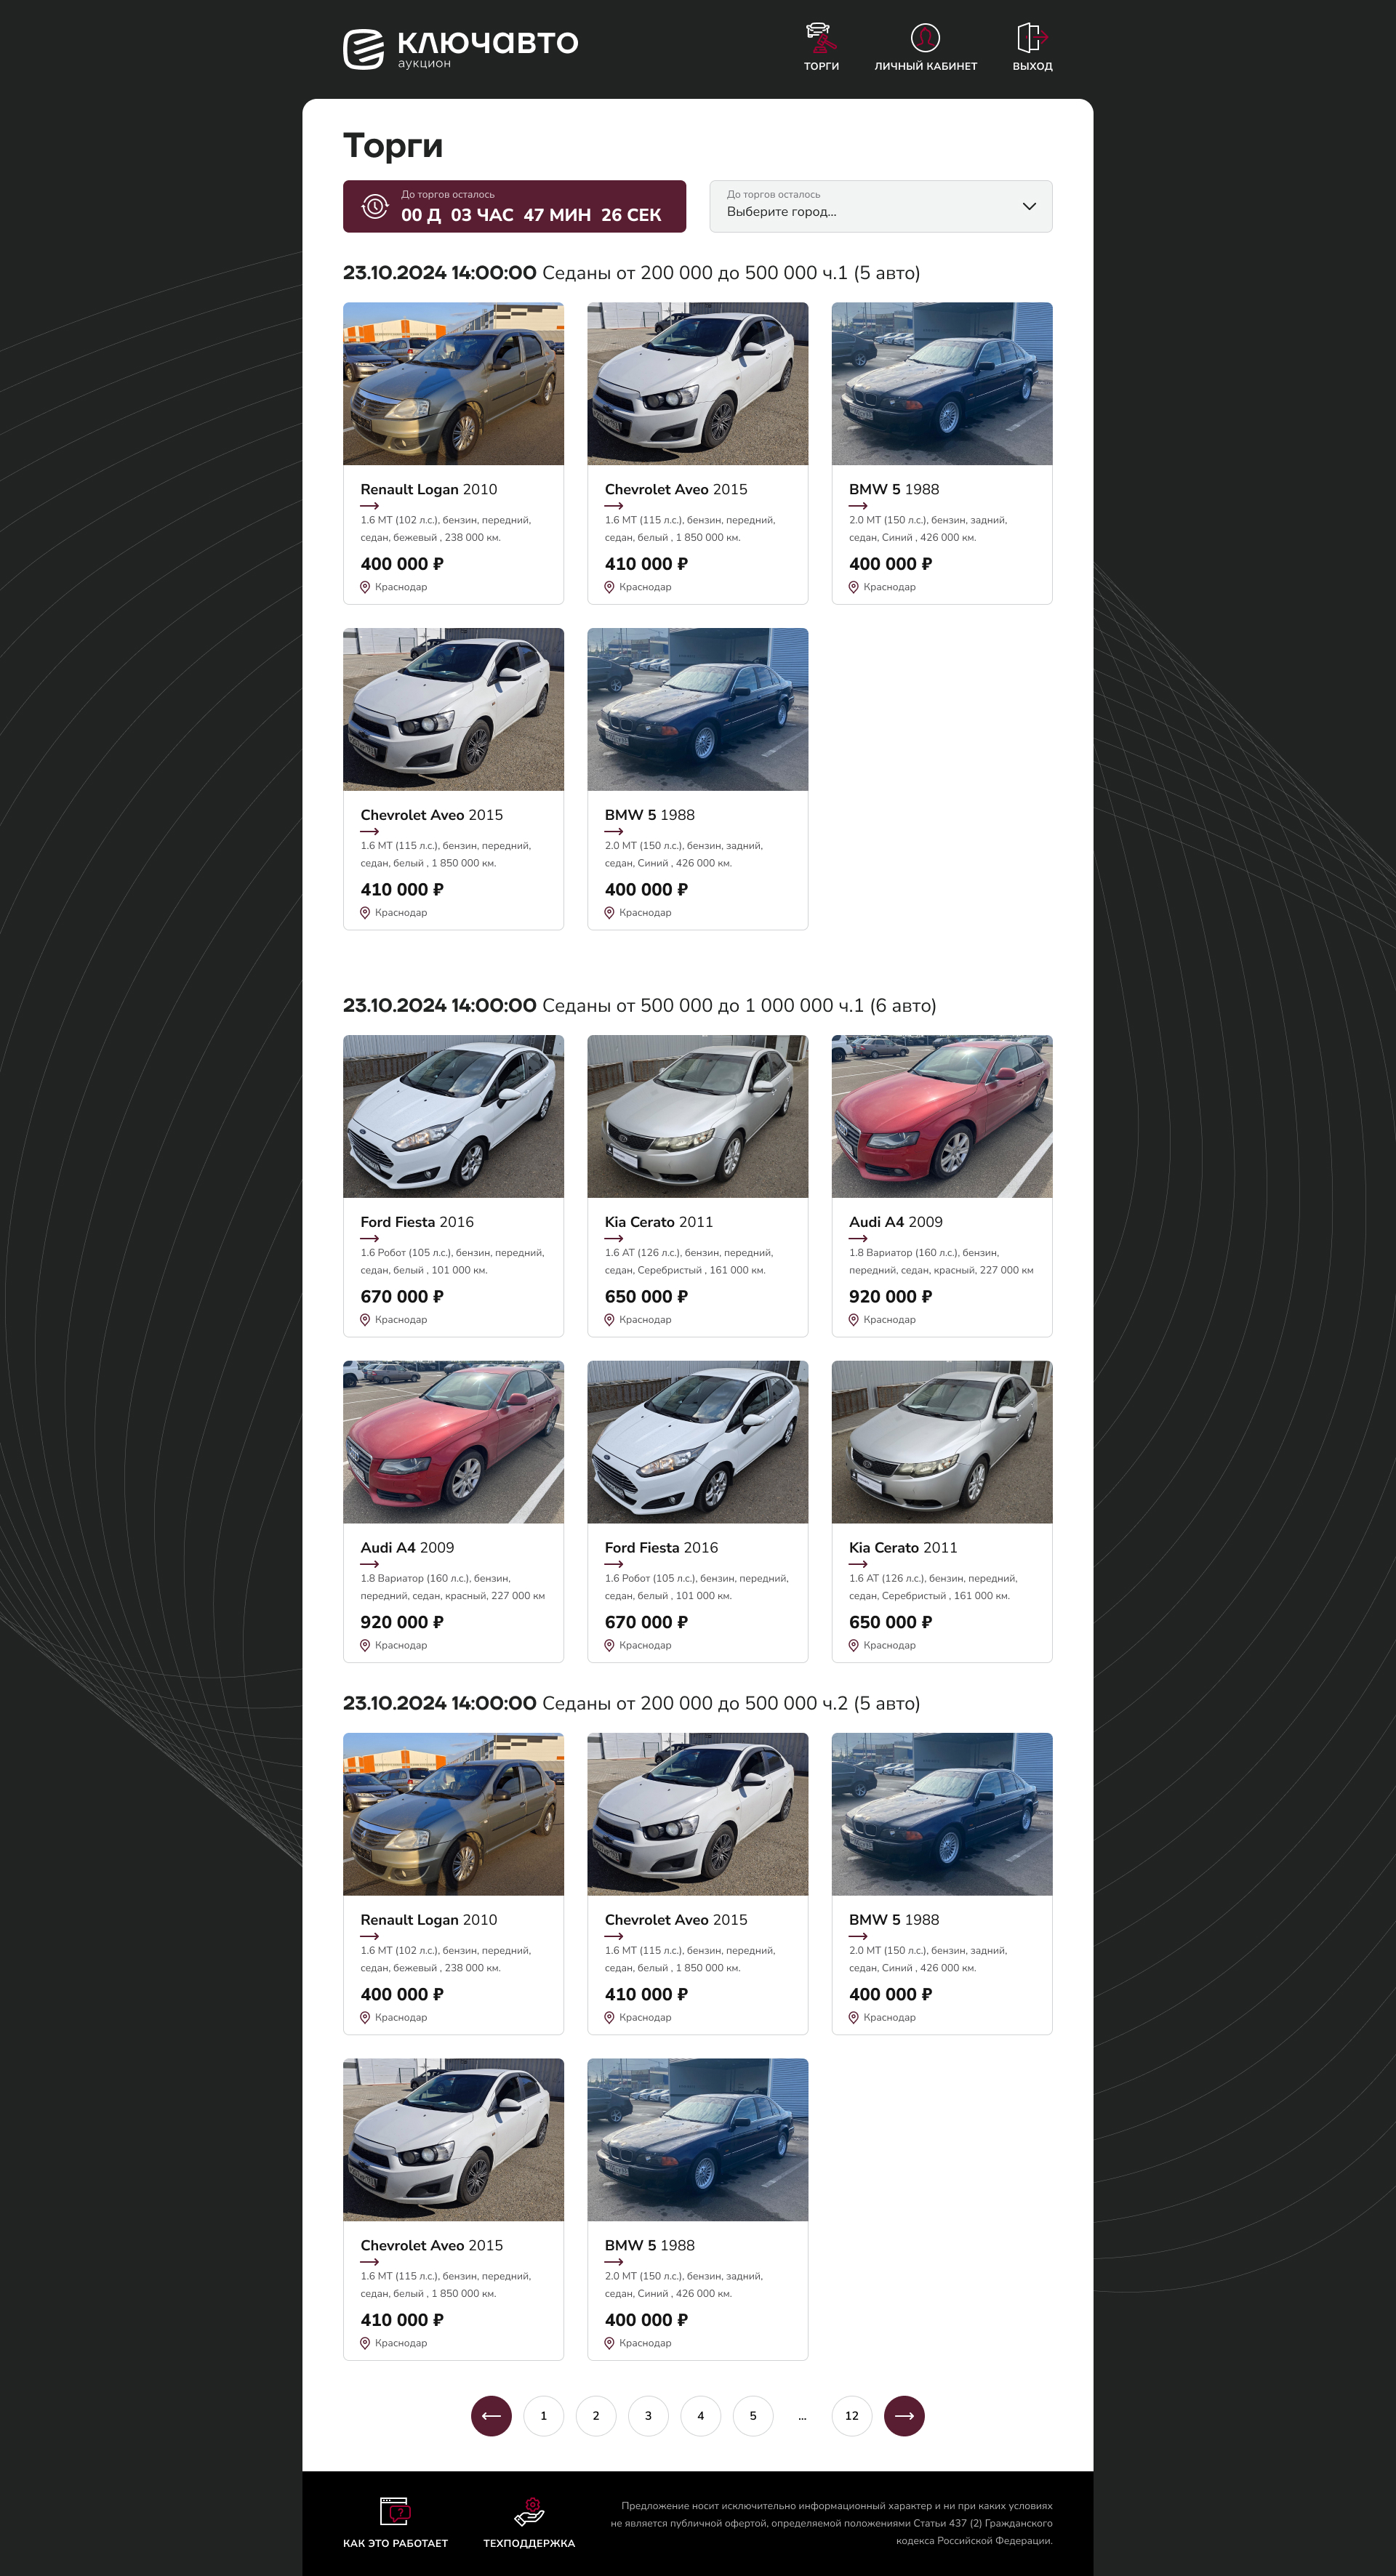 КЛЮЧАВТО
аукцион
ТОРГИ
ЛИЧНЫЙ КАБИНЕТ
ВЫХОД
Торги
До торгов осталось
00 Д 03 ЧАС 47 МИН 26 СЕК
До торгов осталось
Выберите город...
23.10.2024 14:00:00 Седаны от 200 000 до 500 000 ч.1 (5 авто)
Renault Logan 2010
1.6 MT (102 л.с.), бензин, передний,
седан, бежевый , 238 000 км.
400 000 ₽
Краснодар
Chevrolet Aveo 2015
1.6 MT (115 л.с.), бензин, передний,
седан, белый , 1 850 000 км.
410 000 ₽
Краснодар
BMW 5 1988
2.0 MT (150 л.с.), бензин, задний,
седан, Синий , 426 000 км.
400 000 ₽
Краснодар
Chevrolet Aveo 2015
1.6 MT (115 л.с.), бензин, передний,
седан, белый , 1 850 000 км.
410 000 ₽
Краснодар
BMW 5 1988
2.0 MT (150 л.с.), бензин, задний,
седан, Синий , 426 000 км.
400 000 ₽
Краснодар
23.10.2024 14:00:00 Седаны от 500 000 до 1 000 000 ч.1 (6 авто)
Ford Fiesta 2016
1.6 Робот (105 л.с.), бензин, передний,
седан, белый , 101 000 км.
670 000 ₽
Краснодар
Kia Cerato 2011
1.6 AT (126 л.с.), бензин, передний,
седан, Серебристый , 161 000 км.
650 000 ₽
Краснодар
Audi A4 2009
1.8 Вариатор (160 л.с.), бензин,
передний, седан, красный, 227 000 км
920 000 ₽
Краснодар
Audi A4 2009
1.8 Вариатор (160 л.с.), бензин,
передний, седан, красный, 227 000 км
920 000 ₽
Краснодар
Ford Fiesta 2016
1.6 Робот (105 л.с.), бензин, передний,
седан, белый , 101 000 км.
670 000 ₽
Краснодар
Kia Cerato 2011
1.6 AT (126 л.с.), бензин, передний,
седан, Серебристый , 161 000 км.
650 000 ₽
Краснодар
23.10.2024 14:00:00 Седаны от 200 000 до 500 000 ч.2 (5 авто)
Renault Logan 2010
1.6 MT (102 л.с.), бензин, передний,
седан, бежевый , 238 000 км.
400 000 ₽
Краснодар
Chevrolet Aveo 2015
1.6 MT (115 л.с.), бензин, передний,
седан, белый , 1 850 000 км.
410 000 ₽
Краснодар
BMW 5 1988
2.0 MT (150 л.с.), бензин, задний,
седан, Синий , 426 000 км.
400 000 ₽
Краснодар
Chevrolet Aveo 2015
1.6 MT (115 л.с.), бензин, передний,
седан, белый , 1 850 000 км.
410 000 ₽
Краснодар
BMW 5 1988
2.0 MT (150 л.с.), бензин, задний,
седан, Синий , 426 000 км.
400 000 ₽
Краснодар
1 2 3 4 5 ... 12
КАК ЭТО РАБОТАЕТ
ТЕХПОДДЕРЖКА
Предложение носит исключительно информационный характер и ни при каких условиях
не является публичной офертой, определяемой положениями Статьи 437 (2) Гражданского
кодекса Российской Федерации.